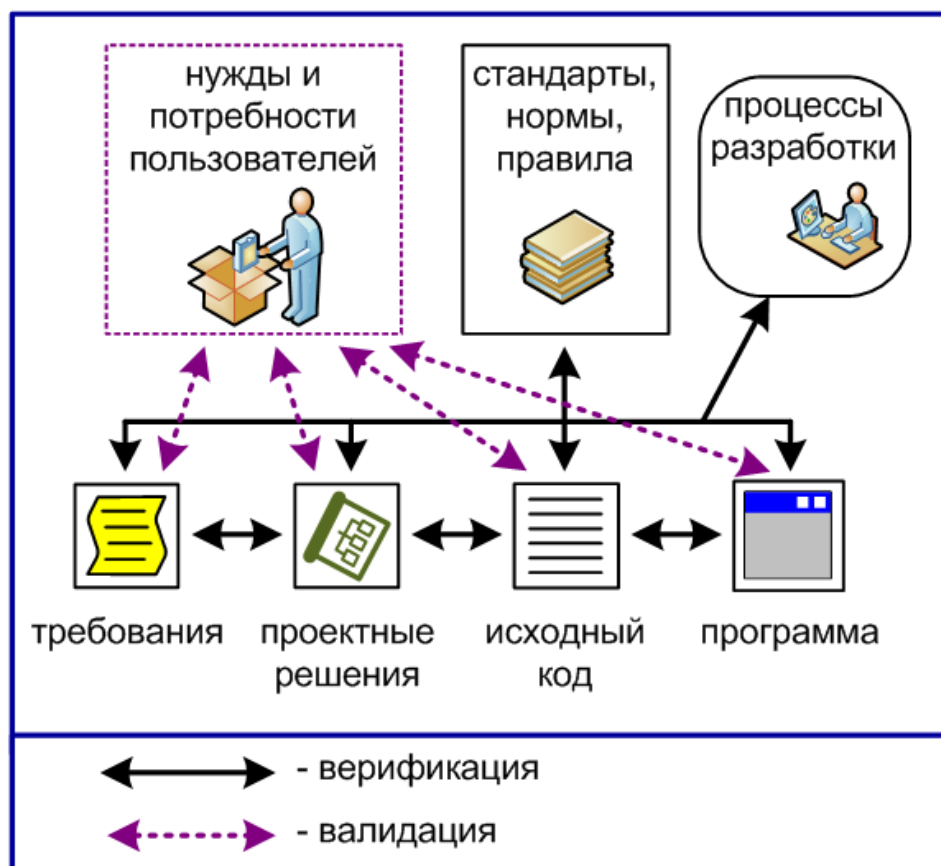 нужды и
потребности
пользователей
стандарты,
нормы,
правила
процессы
разработки
требования
проектные
решения
исходный
код
программа
- верификация
- валидация